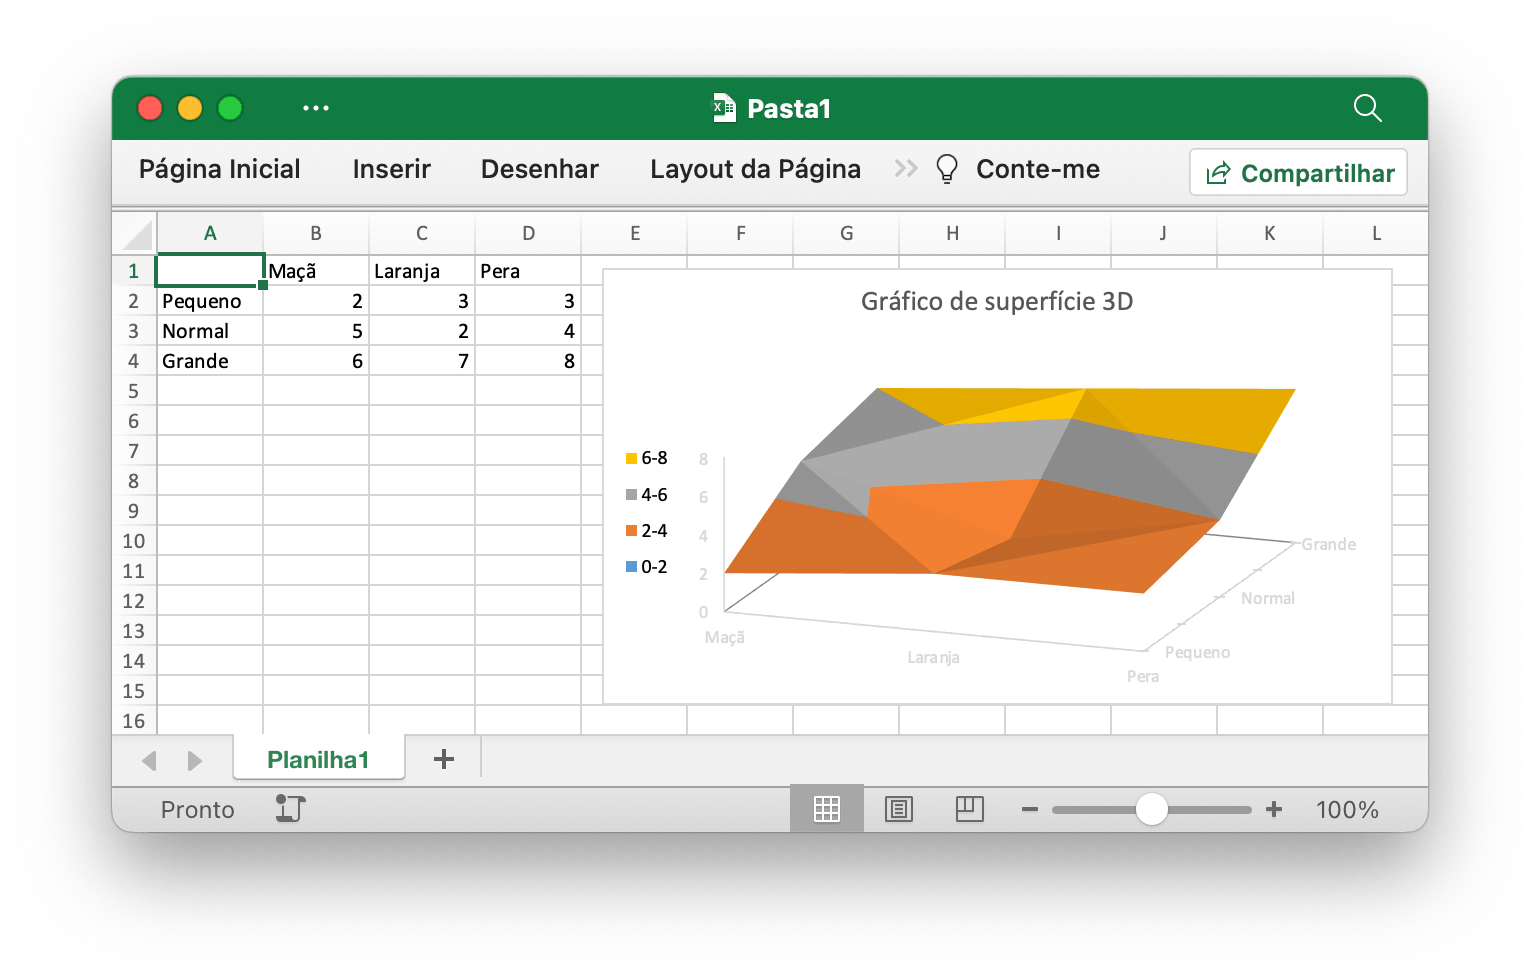 Pasta1
Página Inicial Inserir Desenhar Layout da Página Conte-me Compartilhar
A B C D E F G H I J K L
1 Maçã Laranja Pera
2 Pequeno 2 3 3
3 Normal 5 2 4
4 Grande 6 7 8
5
6
7
8
9
10
11
12
13
14
15
16
Gráfico de superfície 3D
6-8
4-6
2-4
0-2
8
6
4
2
0
Maçã
Laranja
Pera
Grande
Normal
Pequeno
Planilha1
Pronto 100%